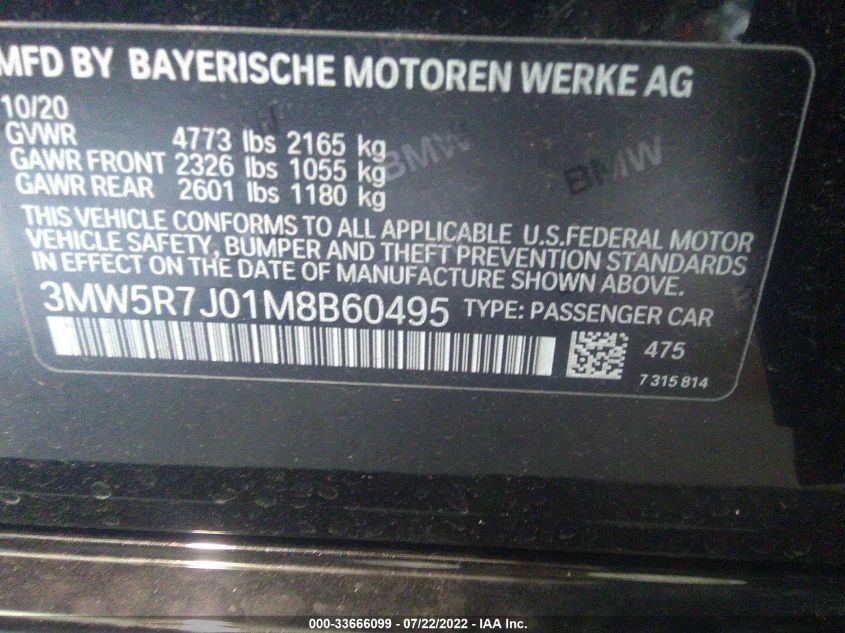 MFD BY BAYERISCHE MOTOREN WERKE AG
10/20
GVWR 4773 lbs 2165 kg
GAWR FRONT 2326 lbs 1055 kg
GAWR REAR 2601 lbs 1180 kg
BMW BMW
THIS VEHICLE CONFORMS TO ALL APPLICABLE U.S.FEDERAL MOTOR
VEHICLE SAFETY, BUMPER AND THEFT PREVENTION STANDARDS
IN EFFECT ON THE DATE OF MANUFACTURE SHOWN ABOVE.
3MW5R7J01M8B60495 TYPE: PASSENGER CAR
475
7 315 814
000-33666099 - 07/22/2022 - IAA Inc.